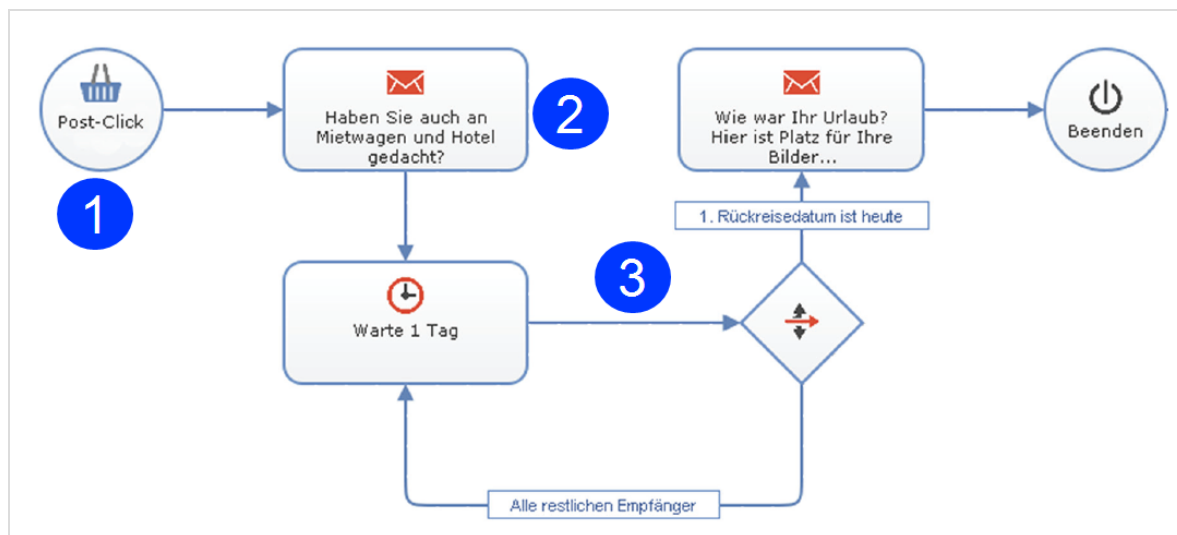 Post-Click
1
Haben Sie auch an
Mietwagen und Hotel
gedacht?
2
Wie war Ihr Urlaub?
Hier ist Platz für Ihre
Bilder...
Beenden
1. Rückreisedatum ist heute
Warte 1 Tag
3
Alle restlichen Empfänger